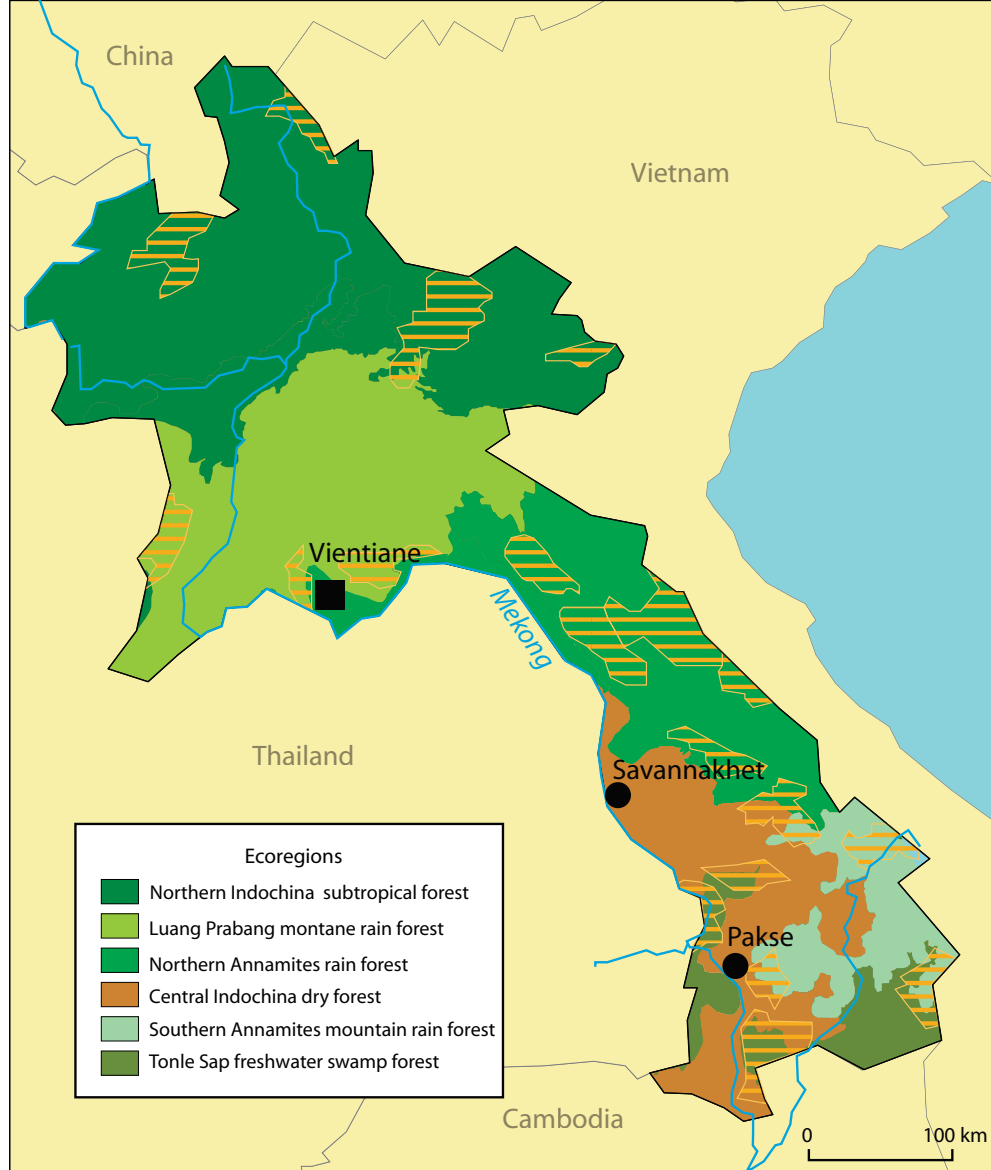 China
Vietnam
Vientiane
Mekong
Thailand
Savannakhet
Ecoregions
Northern Indochina subtropical forest
Luang Prabang montane rain forest
Northern Annamites rain forest
Central Indochina dry forest
Southern Annamites mountain rain forest
Tonle Sap freshwater swamp forest
Pakse
Cambodia
0 100 km